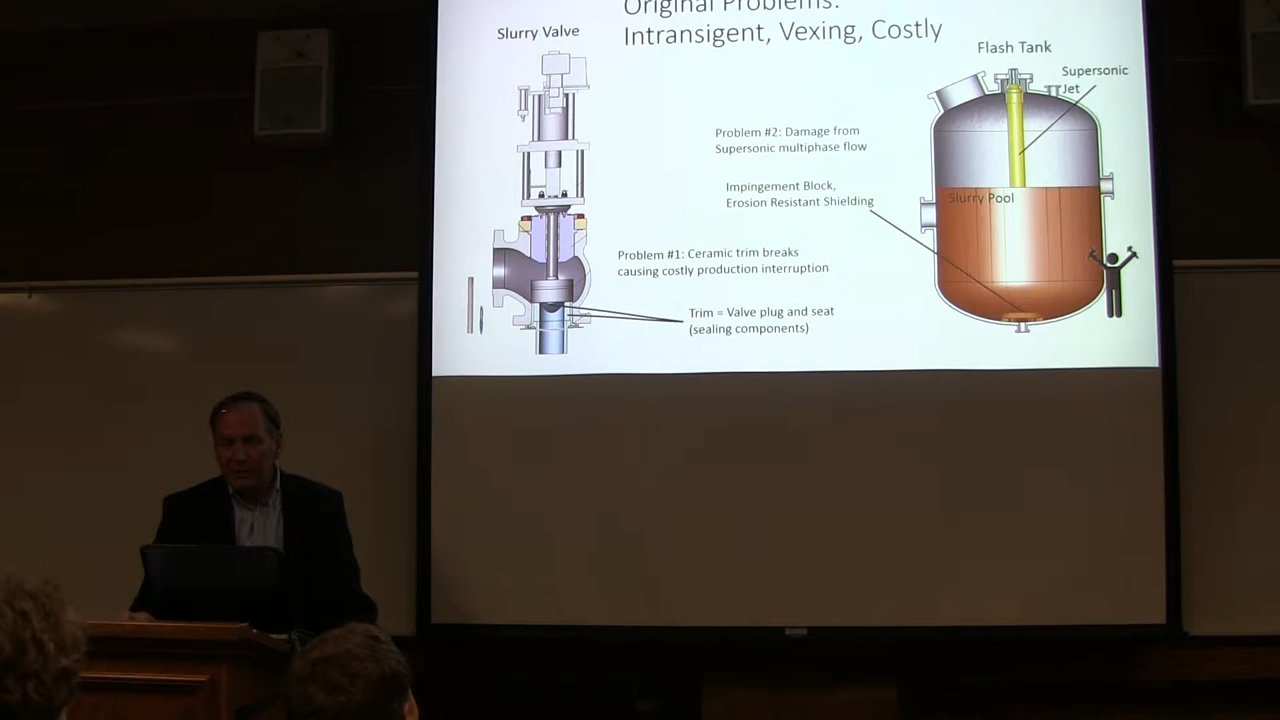 Original Problems:
Intransigent, Vexing, Costly
Slurry Valve
Flash Tank
Supersonic
Jet
Problem #2: Damage from
Supersonic multiphase flow
Impingement Block,
Erosion Resistant Shielding
Slurry Pool
Problem #1: Ceramic trim breaks
causing costly production interruption
Trim = Valve plug and seat
(sealing components)